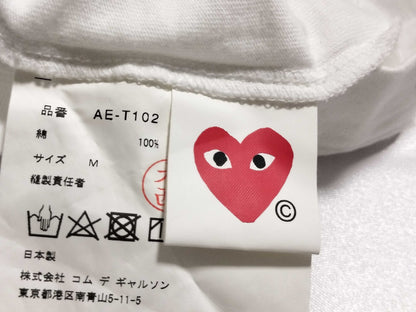 品番 AE-T102
綿 100%
サイズ M
縫製責任者
©
日本製
株式会社 コム デ ギャルソン
東京都港区南青山5-11-5